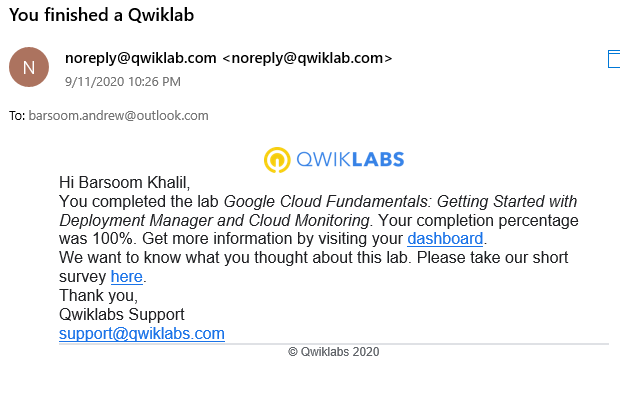 You finished a Qwiklab
N
noreply@qwiklab.com <noreply@qwiklab.com>
9/11/2020 10:26 PM
To: barsoom.andrew@outlook.com
QWIKLABS
Hi Barsoom Khalil,
You completed the lab Google Cloud Fundamentals: Getting Started with
Deployment Manager and Cloud Monitoring. Your completion percentage
was 100%. Get more information by visiting your dashboard.
We want to know what you thought about this lab. Please take our short
survey here.
Thank you,
Qwiklabs Support
support@qwiklabs.com
© Qwiklabs 2020